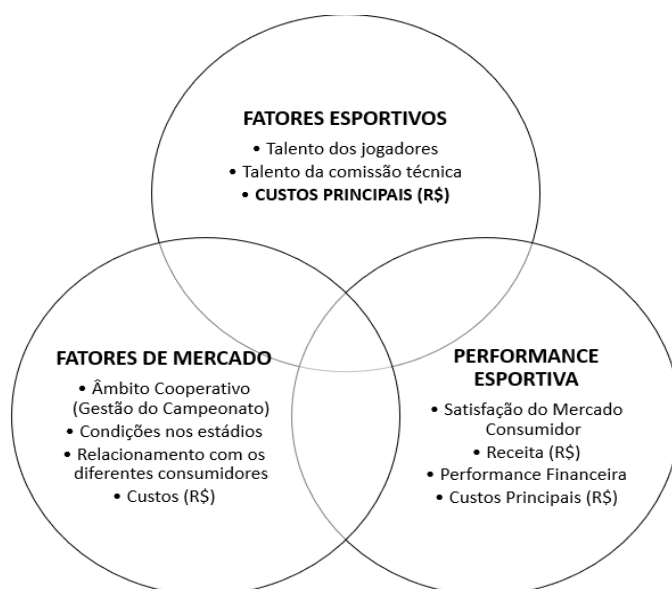 FATORES ESPORTIVOS
• Talento dos jogadores
• Talento da comissão técnica
• CUSTOS PRINCIPAIS (R$)
FATORES DE MERCADO
• Âmbito Cooperativo
(Gestão do Campeonato)
• Condições nos estádios
• Relacionamento com os
diferentes consumidores
• Custos (R$)
PERFORMANCE
ESPORTIVA
• Satisfação do Mercado
Consumidor
• Receita (R$)
• Performance Financeira
• Custos Principais (R$)